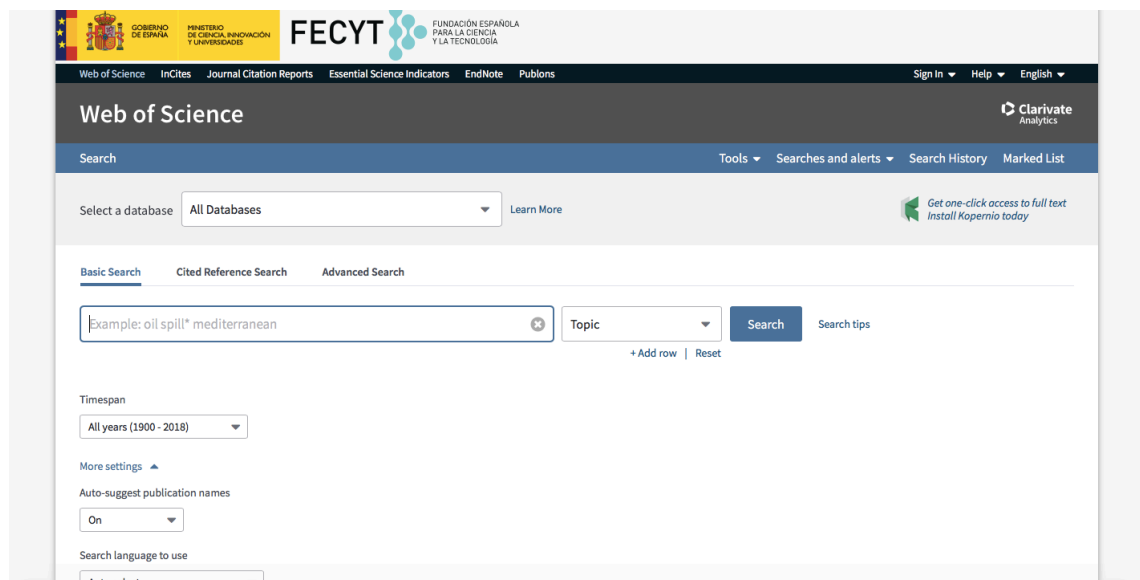 GOBIERNO
DE ESPAÑA
MINISTERIO
DE CIENCIA, INNOVACIÓN
Y UNIVERSIDADES
FECYT
FUNDACIÓN ESPAÑOLA
PARA LA CIENCIA
Y LA TECNOLOGÍA
Web of Science InCites Journal Citation Reports Essential Science Indicators EndNote Publons Sign In Help English
Web of Science
Clarivate
Analytics
Search Tools Searches and alerts Search History Marked List
Select a database All Databases Learn More
Get one-click access to full text
Install Kopernio today
Basic Search Cited Reference Search Advanced Search
Example: oil spill* mediterranean Topic Search Search tips
+ Add row | Reset
Timespan
All years (1900 - 2018)
More settings
Auto-suggest publication names
On
Search language to use